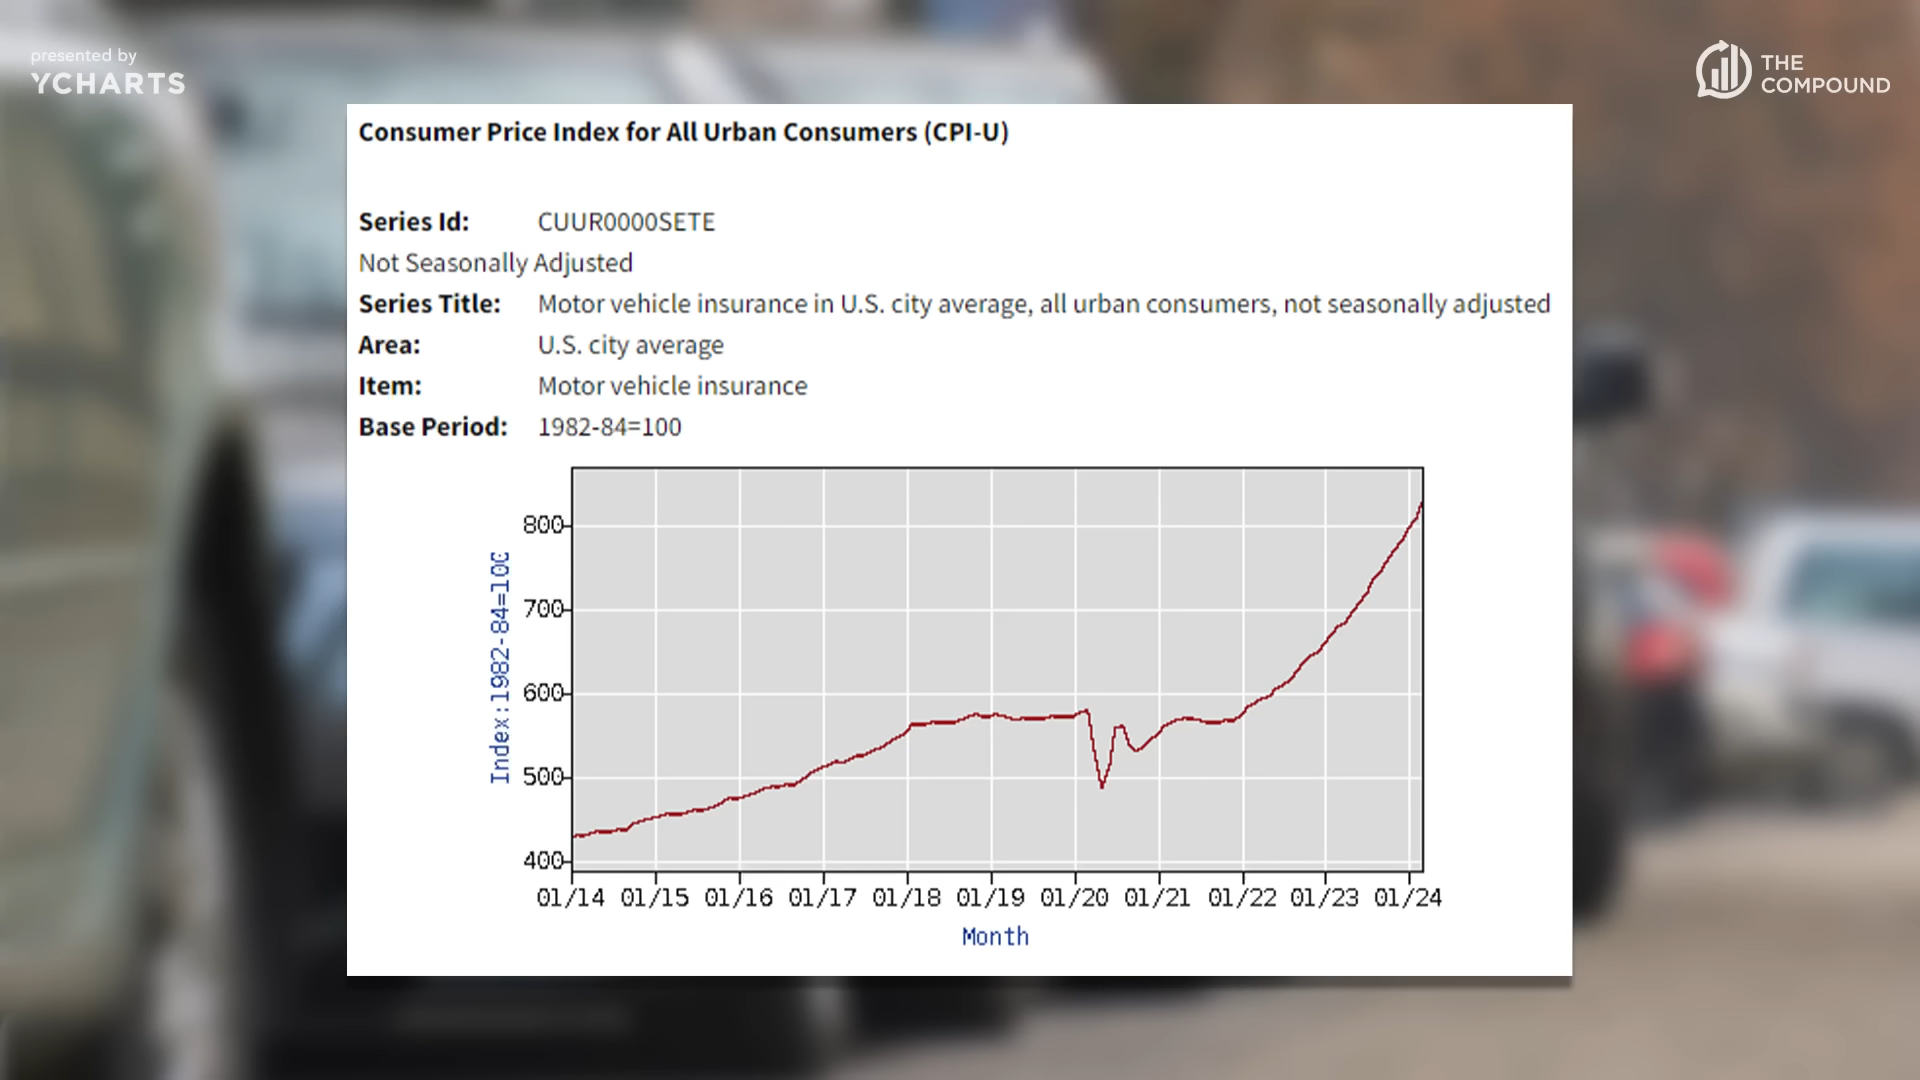 presented by
YCHARTS
THE
COMPOUND
Consumer Price Index for All Urban Consumers (CPI-U)
Series Id: CUUR0000SETE
Not Seasonally Adjusted
Series Title: Motor vehicle insurance in U.S. city average, all urban consumers, not seasonally adjusted
Area: U.S. city average
Item: Motor vehicle insurance
Base Period: 1982-84=100
Index:1982-84=100
800
700
600
500
400
01/14 01/15 01/16 01/17 01/18 01/19 01/20 01/21 01/22 01/23 01/24
Month